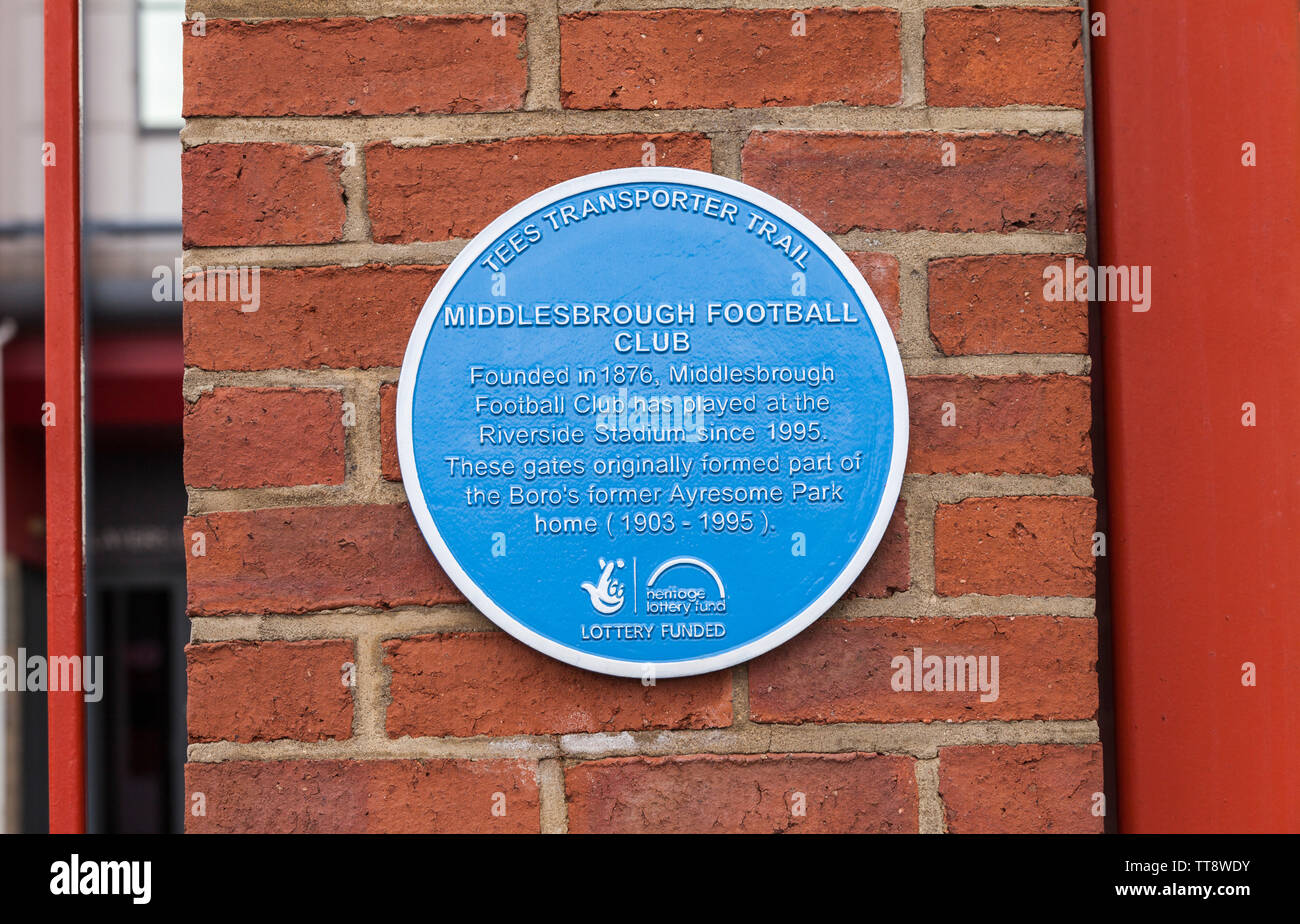 TEES TRANSPORTER TRAIL
MIDDLESBROUGH FOOTBALL
CLUB
Founded in 1876, Middlesbrough
Football Club has played at the
Riverside Stadium since 1995.
These gates originally formed part of
the Boro's former Ayresome Park
home ( 1903 - 1995 ).
heritage
lottery fund
LOTTERY FUNDED
alamy
alamy
Image ID: TT8WDY
www.alamy.com